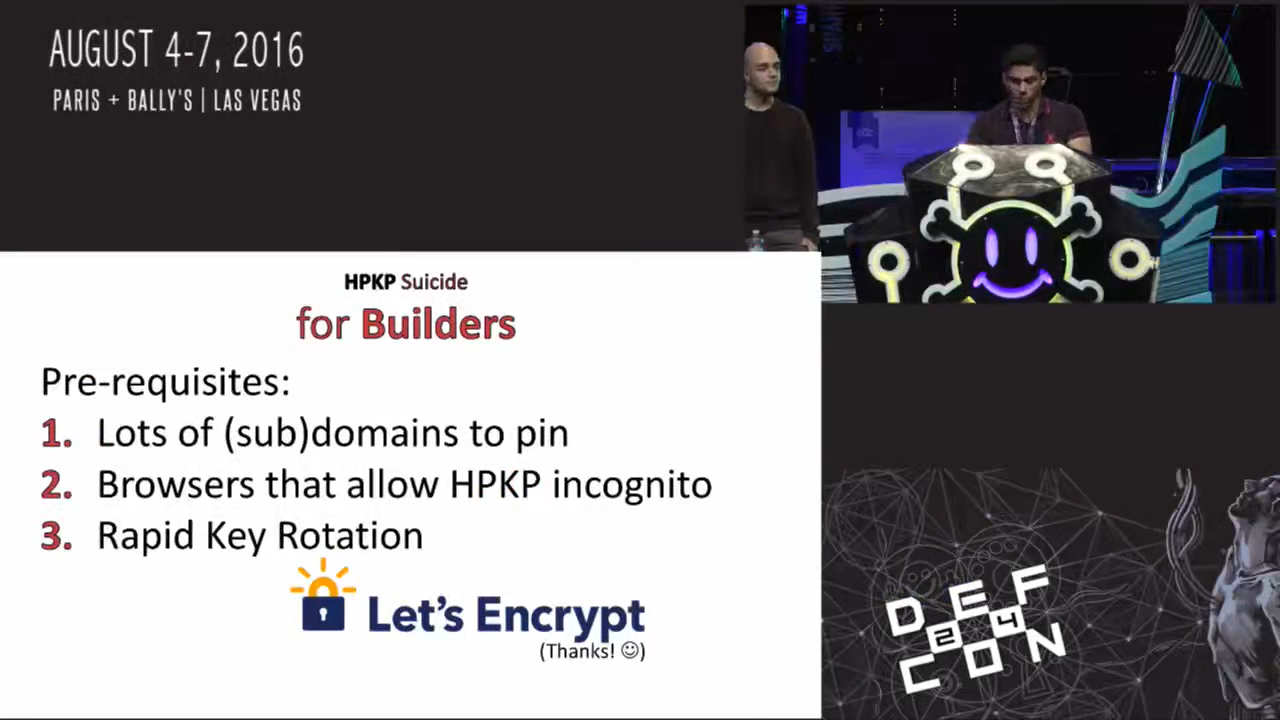 AUGUST 4-7, 2016
PARIS + BALLY'S | LAS VEGAS
HPKP Suicide
for Builders
Pre-requisites:
1. Lots of (sub)domains to pin
2. Browsers that allow HPKP incognito
3. Rapid Key Rotation
Let's Encrypt
(Thanks! ☺)
DEF
24
CON